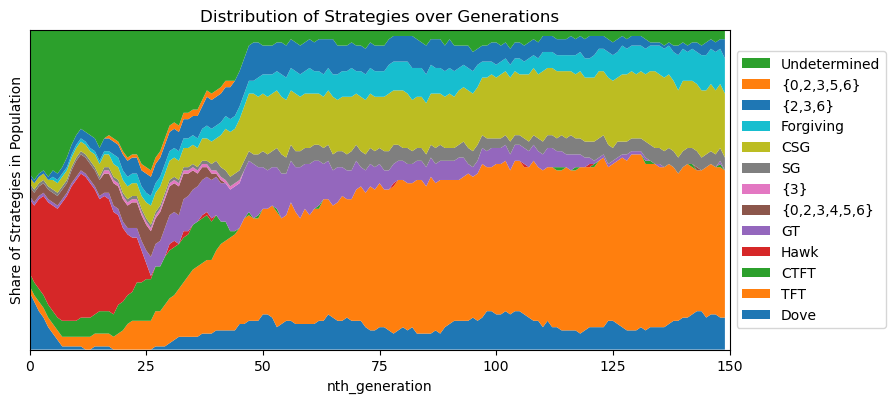 Distribution of Strategies over Generations
Share of Strategies in Population
Undetermined
{0,2,3,5,6}
{2,3,6}
Forgiving
CSG
SG
{3}
{0,2,3,4,5,6}
GT
Hawk
CTFT
TFT
Dove
0
25
50
75
100
125
150
nth_generation